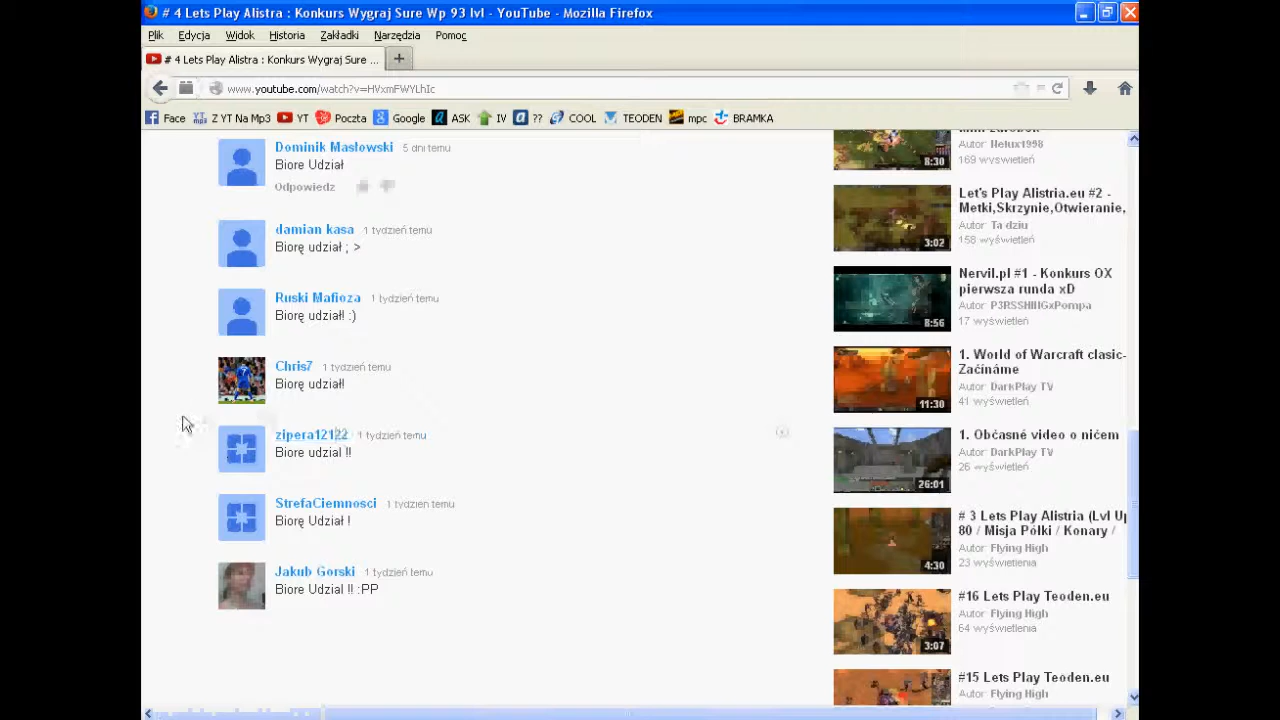 # 4 Lets Play Alistra : Konkurs Wygraj Sure Wp 93 lvl - YouTube - Mozilla Firefox
Plik Edycja Widok Historia Zakładki Narzędzia Pomoc
# 4 Lets Play Alistra : Konkurs Wygraj Sure ...
www.youtube.com/watch?v=HVxmFWYLhIc
Face Z YT Na Mp3 YT Poczta Google ASK IV ?? COOL TEODEN mpc BRAMKA
Dominik Masłowski 5 dni temu
Biore Udział
Odpowiedz
damian kasa 1 tydzień temu
Biorę udział ; >
Ruski Mafioza 1 tydzień temu
Biorę udział! :)
Chris7 1 tydzień temu
Biorę udział!
zipera12122 1 tydzień temu
Biore udzial !!
StrefaCiemnosci 1 tydzień temu
Biorę Udział !
Jakub Gorski 1 tydzień temu
Biore Udzial !! :PP
8:30
Autor: Nelux1998
169 wyświetleń
Let's Play Alistria.eu #2 -
Metki,Skrzynie,Otwieranie,
Autor: Ta dziu
158 wyświetleń
3:02
Nervil.pl #1 - Konkurs OX
pierwsza runda xD
Autor: P3RSSHIIGxPompa
17 wyświetleń
8:56
1. World of Warcraft clasic-
Začínáme
Autor: DarkPlay TV
41 wyświetleń
11:30
1. Občasné video o ničem
Autor: DarkPlay TV
26 wyświetleń
26:01
# 3 Lets Play Alistria (Lvl Up
80 / Misja Półki / Konary /
Autor: Flying High
23 wyświetlenia
4:30
#16 Lets Play Teoden.eu
Autor: Flying High
64 wyświetlenia
3:07
#15 Lets Play Teoden.eu
Autor: Flying High